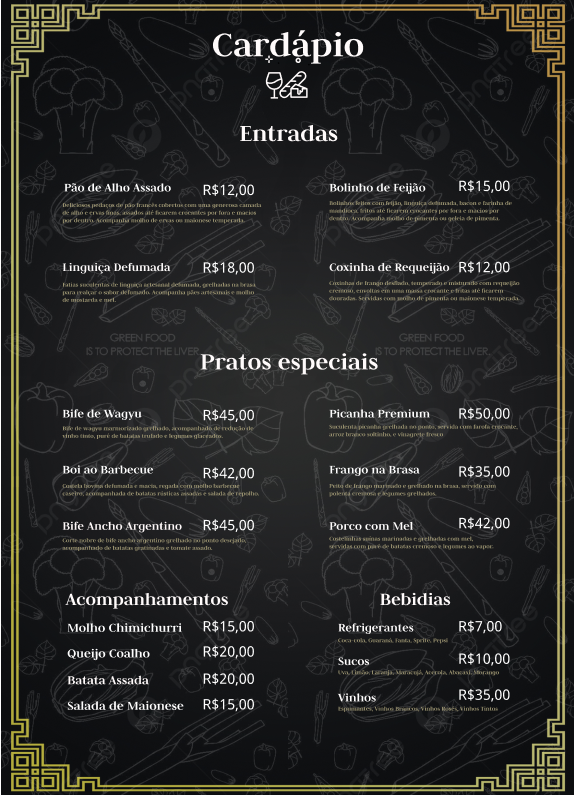 Cardápio
Entradas
Pão de Alho Assado R$12,00
Deliciosos pedaços de pão francês cobertos com uma generosa camada
de alho e ervas finas, assados até ficarem crocantes por fora e macios
por dentro. Acompanha molho de ervas ou maionese temperada.
Bolinho de Feijão R$15,00
Bolinhos feitos com feijão, linguiça defumada, bacon e farinha de
mandioca, fritos até ficarem crocantes por fora e macios por
dentro. Acompanha molho de pimenta ou geleia de pimenta.
Linguiça Defumada R$18,00
Fatias suculentas de linguiça artesanal defumada, grelhadas na brasa
para realçar o sabor defumado. Acompanha pães artesanais e molho
de mostarda e mel.
Coxinha de Requeijão R$12,00
Coxinhas de frango desfiado, temperado e misturado com requeijão
cremoso, envoltas em uma massa crocante e fritas até ficarem
douradas. Servidas com molho de pimenta ou maionese temperada.
GREEN FOOD
IS TO PROTECT THE LIVER
GREEN FOOD
IS TO PROTECT THE LIVER
Pratos especiais
Bife de Wagyu R$45,00
Bife de wagyu marmorizado grelhado, acompanhado de redução de
vinho tinto, purê de batatas trufado e legumes glaceados.
Picanha Premium R$50,00
Suculenta picanha grelhada no ponto, servida com farofa crocante,
arroz branco soltinho, e vinagrete fresco
Boi ao Barbecue R$42,00
Costela bovina defumada e macia, regada com molho barbecue
caseiro, acompanhada de batatas rústicas assadas e salada de repolho.
Frango na Brasa R$35,00
Peito de frango marinado e grelhado na brasa, servido com
polenta cremosa e legumes grelhados.
Bife Ancho Argentino R$45,00
Corte nobre de bife ancho argentino grelhado no ponto desejado,
acompanhado de batatas gratinadas e tomate assado.
Porco com Mel R$42,00
Costelinhas suínas marinadas e grelhadas com mel,
servidas com purê de batatas cremoso e legumes ao vapor.
Acompanhamentos
Molho Chimichurri R$15,00
Queijo Coalho R$20,00
Batata Assada R$20,00
Salada de Maionese R$15,00
Bebidias
Refrigerantes R$7,00
Coca-cola, Guaraná, Fanta, Sprite, Pepsi
Sucos R$10,00
Uva, Limão, Laranja, Maracujá, Acerola, Abacaxi, Morango
Vinhos R$35,00
Espumantes, Vinhos Brancos, Vinhos Rosés, Vinhos Tintos